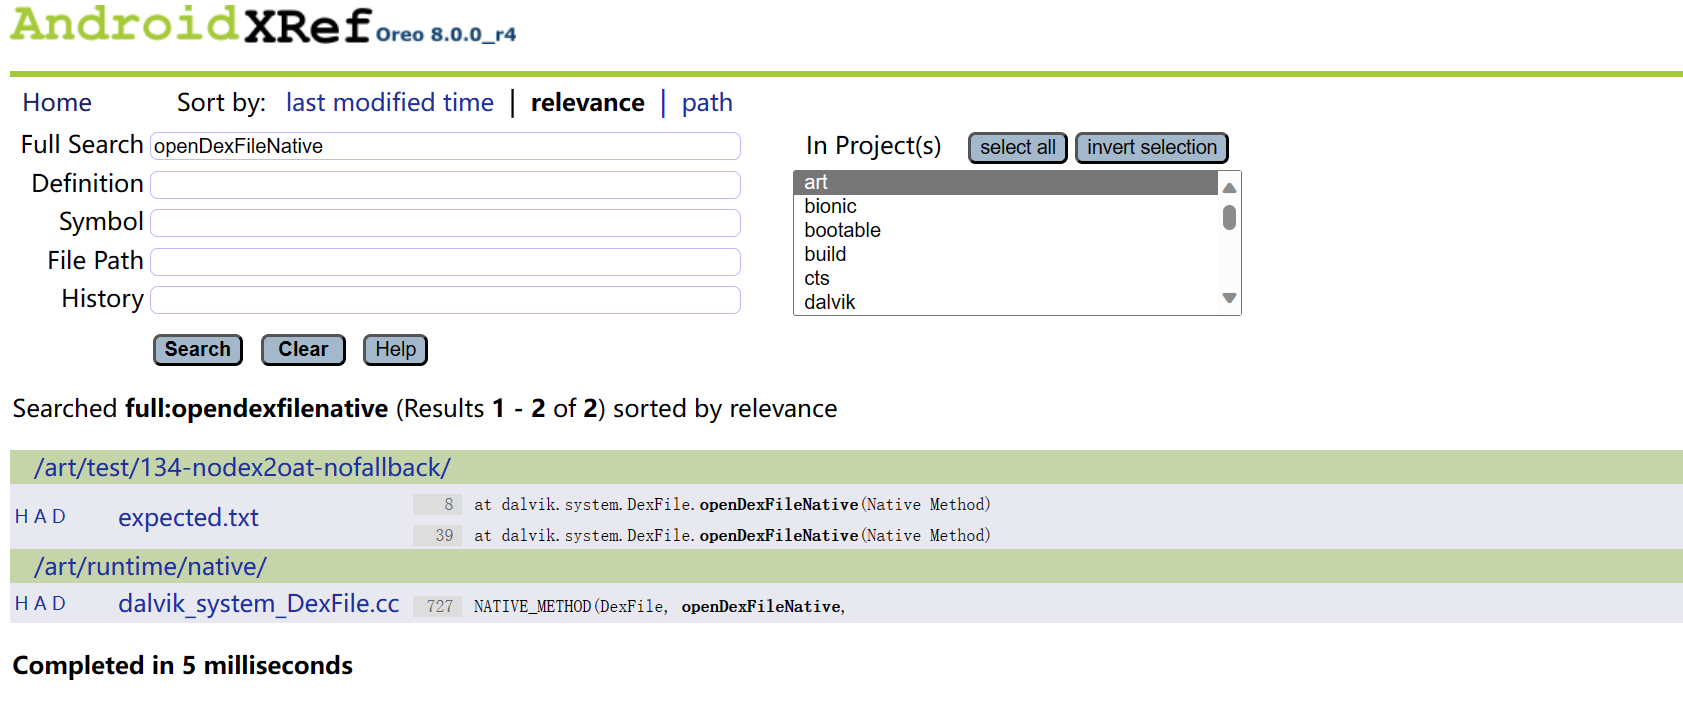 AndroidXRef Oreo 8.0.0_r4
Home Sort by: last modified time | relevance | path
Full Search openDexFileNative
Definition
Symbol
File Path
History
In Project(s) select all invert selection
art
bionic
bootable
build
cts
dalvik
Search Clear Help
Searched full:opendexfilenative (Results 1 - 2 of 2) sorted by relevance
/art/test/134-nodex2oat-nofallback/
H A D expected.txt 8 at dalvik.system.DexFile.openDexFileNative(Native Method)
39 at dalvik.system.DexFile.openDexFileNative(Native Method)
/art/runtime/native/
H A D dalvik_system_DexFile.cc 727 NATIVE_METHOD(DexFile, openDexFileNative,
Completed in 5 milliseconds